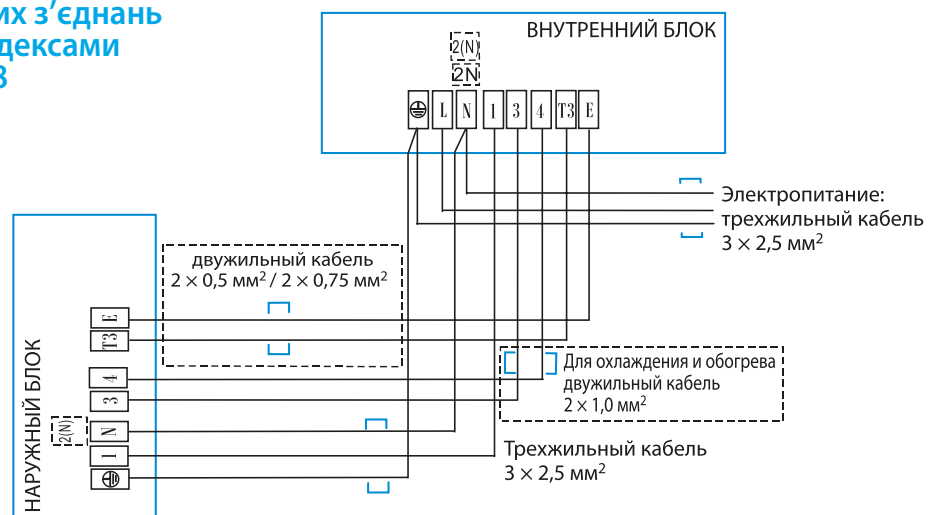 их з’єднань
дексами
В
ВНУТРЕННИЙ БЛОК
2(N)
2N
L N 1 3 4 T3 E
Электропитание:
трехжильный кабель
3 × 2,5 мм²
двужильный кабель
2 × 0,5 мм² / 2 × 0,75 мм²
НАРУЖНЫЙ БЛОК
E
T3
4
3
2(N)
N
1
Для охлаждения и обогрева
двужильный кабель
2 × 1,0 мм²
Трехжильный кабель
3 × 2,5 мм²